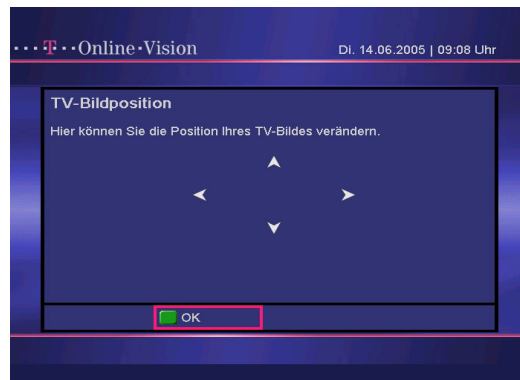 ····T··Online·Vision
Di. 14.06.2005 | 09:08 Uhr
TV-Bildposition
Hier können Sie die Position Ihres TV-Bildes verändern.
OK